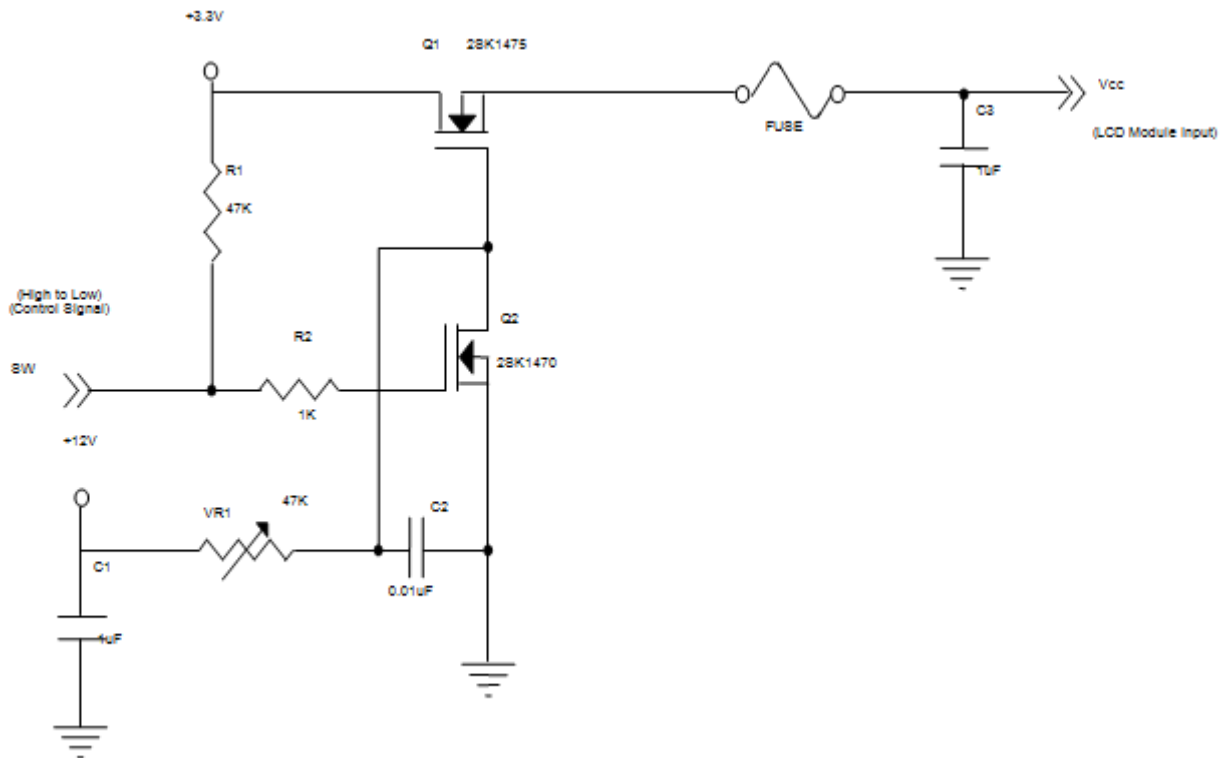 +3.3V
Q1 2SK1475
Vcc
C3
FUSE
(LCD Module Input)
R1
1uF
47K
(High to Low)
(Control Signal)
Q2
R2
SW
2SK1470
1K
+12V
47K
VR1
C2
C1
0.01uF
1uF